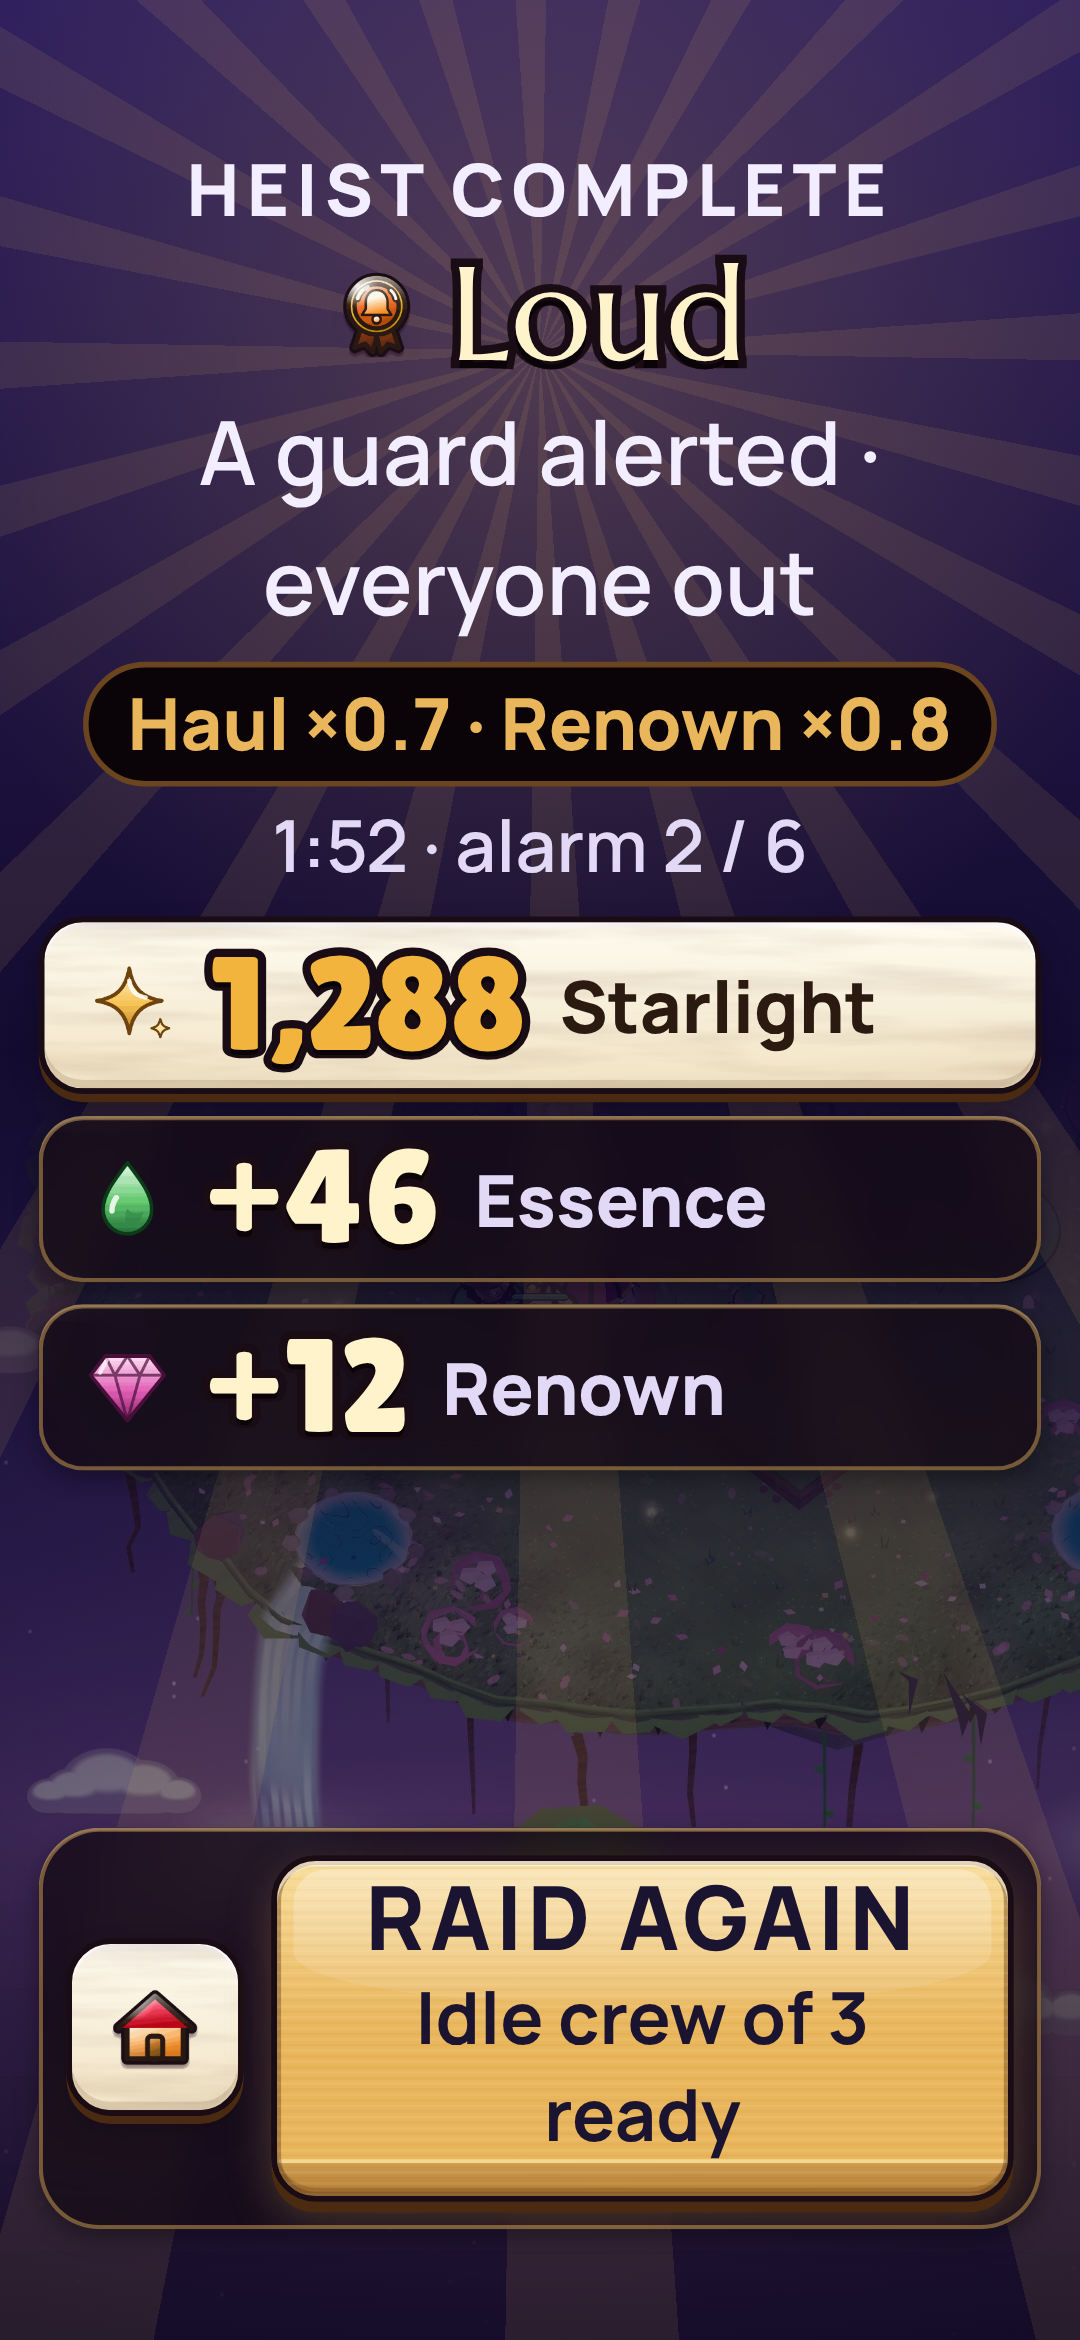 HEIST COMPLETE
Loud
A guard alerted ·
everyone out
Haul ×0.7 · Renown ×0.8
1:52 · alarm 2 / 6
1,288 Starlight
+46 Essence
+12 Renown
RAID AGAIN
Idle crew of 3
ready